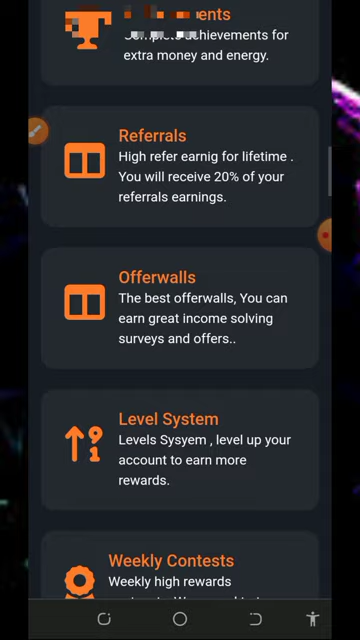 achievements for
extra money and energy.
Referrals
High refer earnig for lifetime .
You will receive 20% of your
referrals earnings.
Offerwalls
The best offerwalls, You can
earn great income solving
surveys and offers..
Level System
Levels Sysyem , level up your
account to earn more
rewards.
Weekly Contests
Weekly high rewards